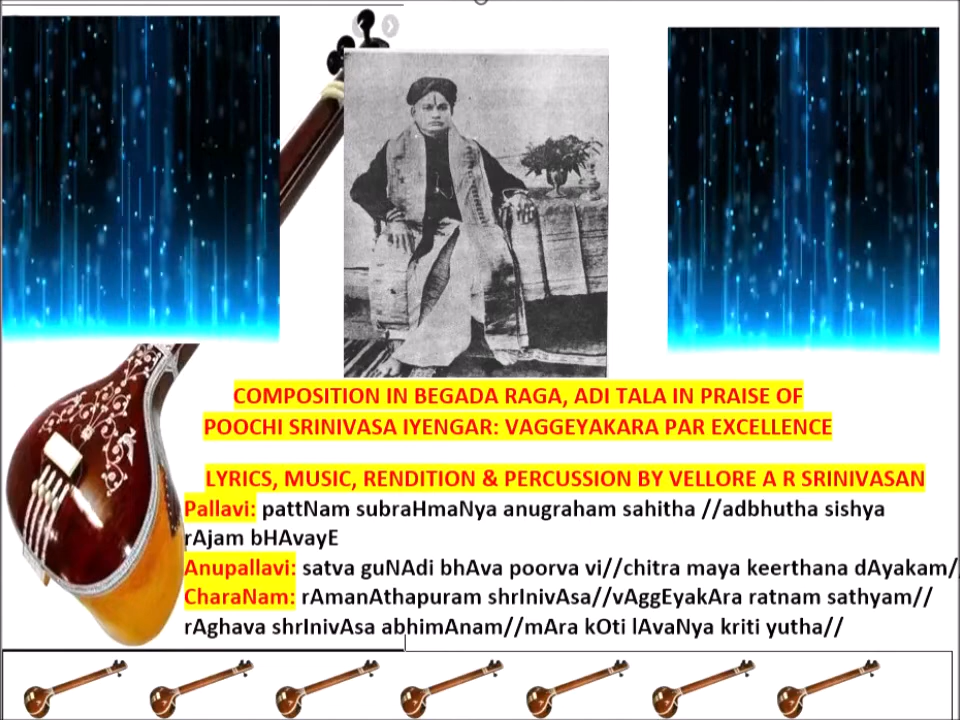 COMPOSITION IN BEGADA RAGA, ADI TALA IN PRAISE OF
POOCHI SRINIVASA IYENGAR: VAGGEYAKARA PAR EXCELLENCE
LYRICS, MUSIC, RENDITION & PERCUSSION BY VELLORE A R SRINIVASAN
Pallavi: pattNam subraHmaNya anugraham sahitha //adbhutha sishya
rAjam bHAvayE
Anupallavi: satva guNAdi bhAva poorva vi//chitra maya keerthana dAyakam/
CharaNam: rAmanAthapuram shrInivAsa//vAggEyakAra ratnam sathyam//
rAghava shrInivAsa abhimAnam//mAra kOti lAvaNya kriti yutha//